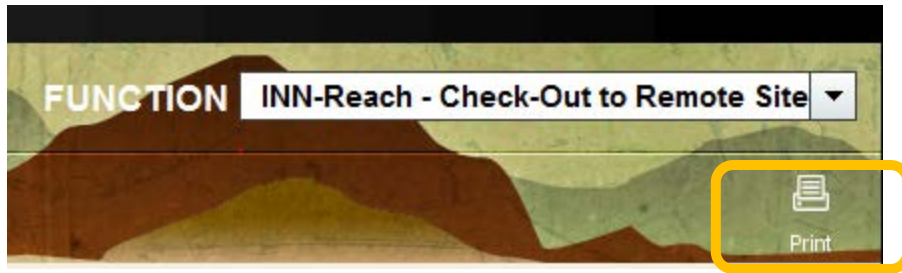 FUNCTION INN-Reach - Check-Out to Remote Site
Print